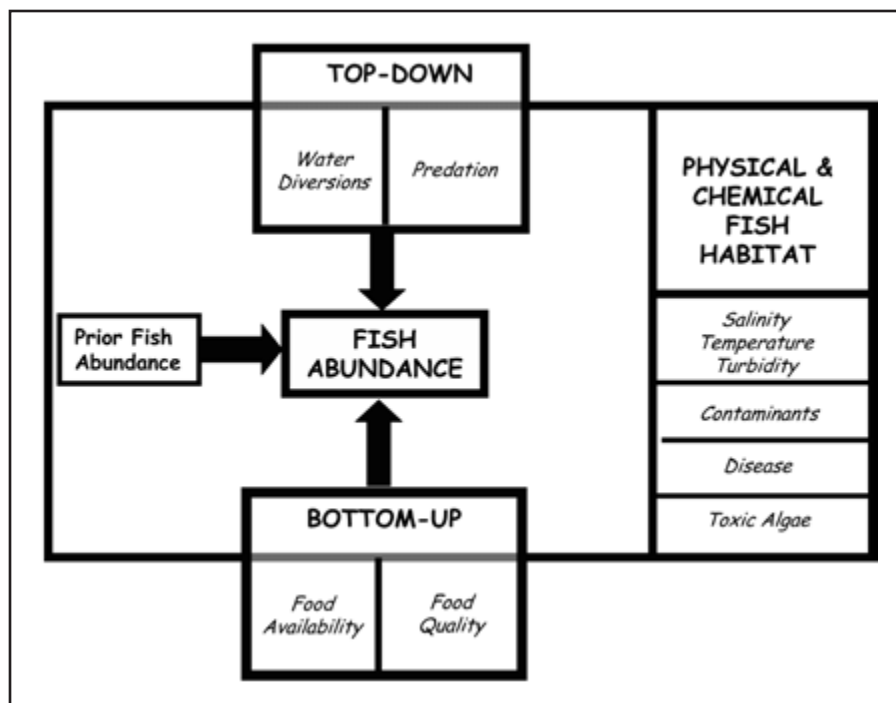 TOP-DOWN
Water
Diversions
Predation
PHYSICAL &
CHEMICAL
FISH
HABITAT
Prior Fish
Abundance
FISH
ABUNDANCE
Salinity
Temperature
Turbidity
Contaminants
Disease
Toxic Algae
BOTTOM-UP
Food
Availability
Food
Quality